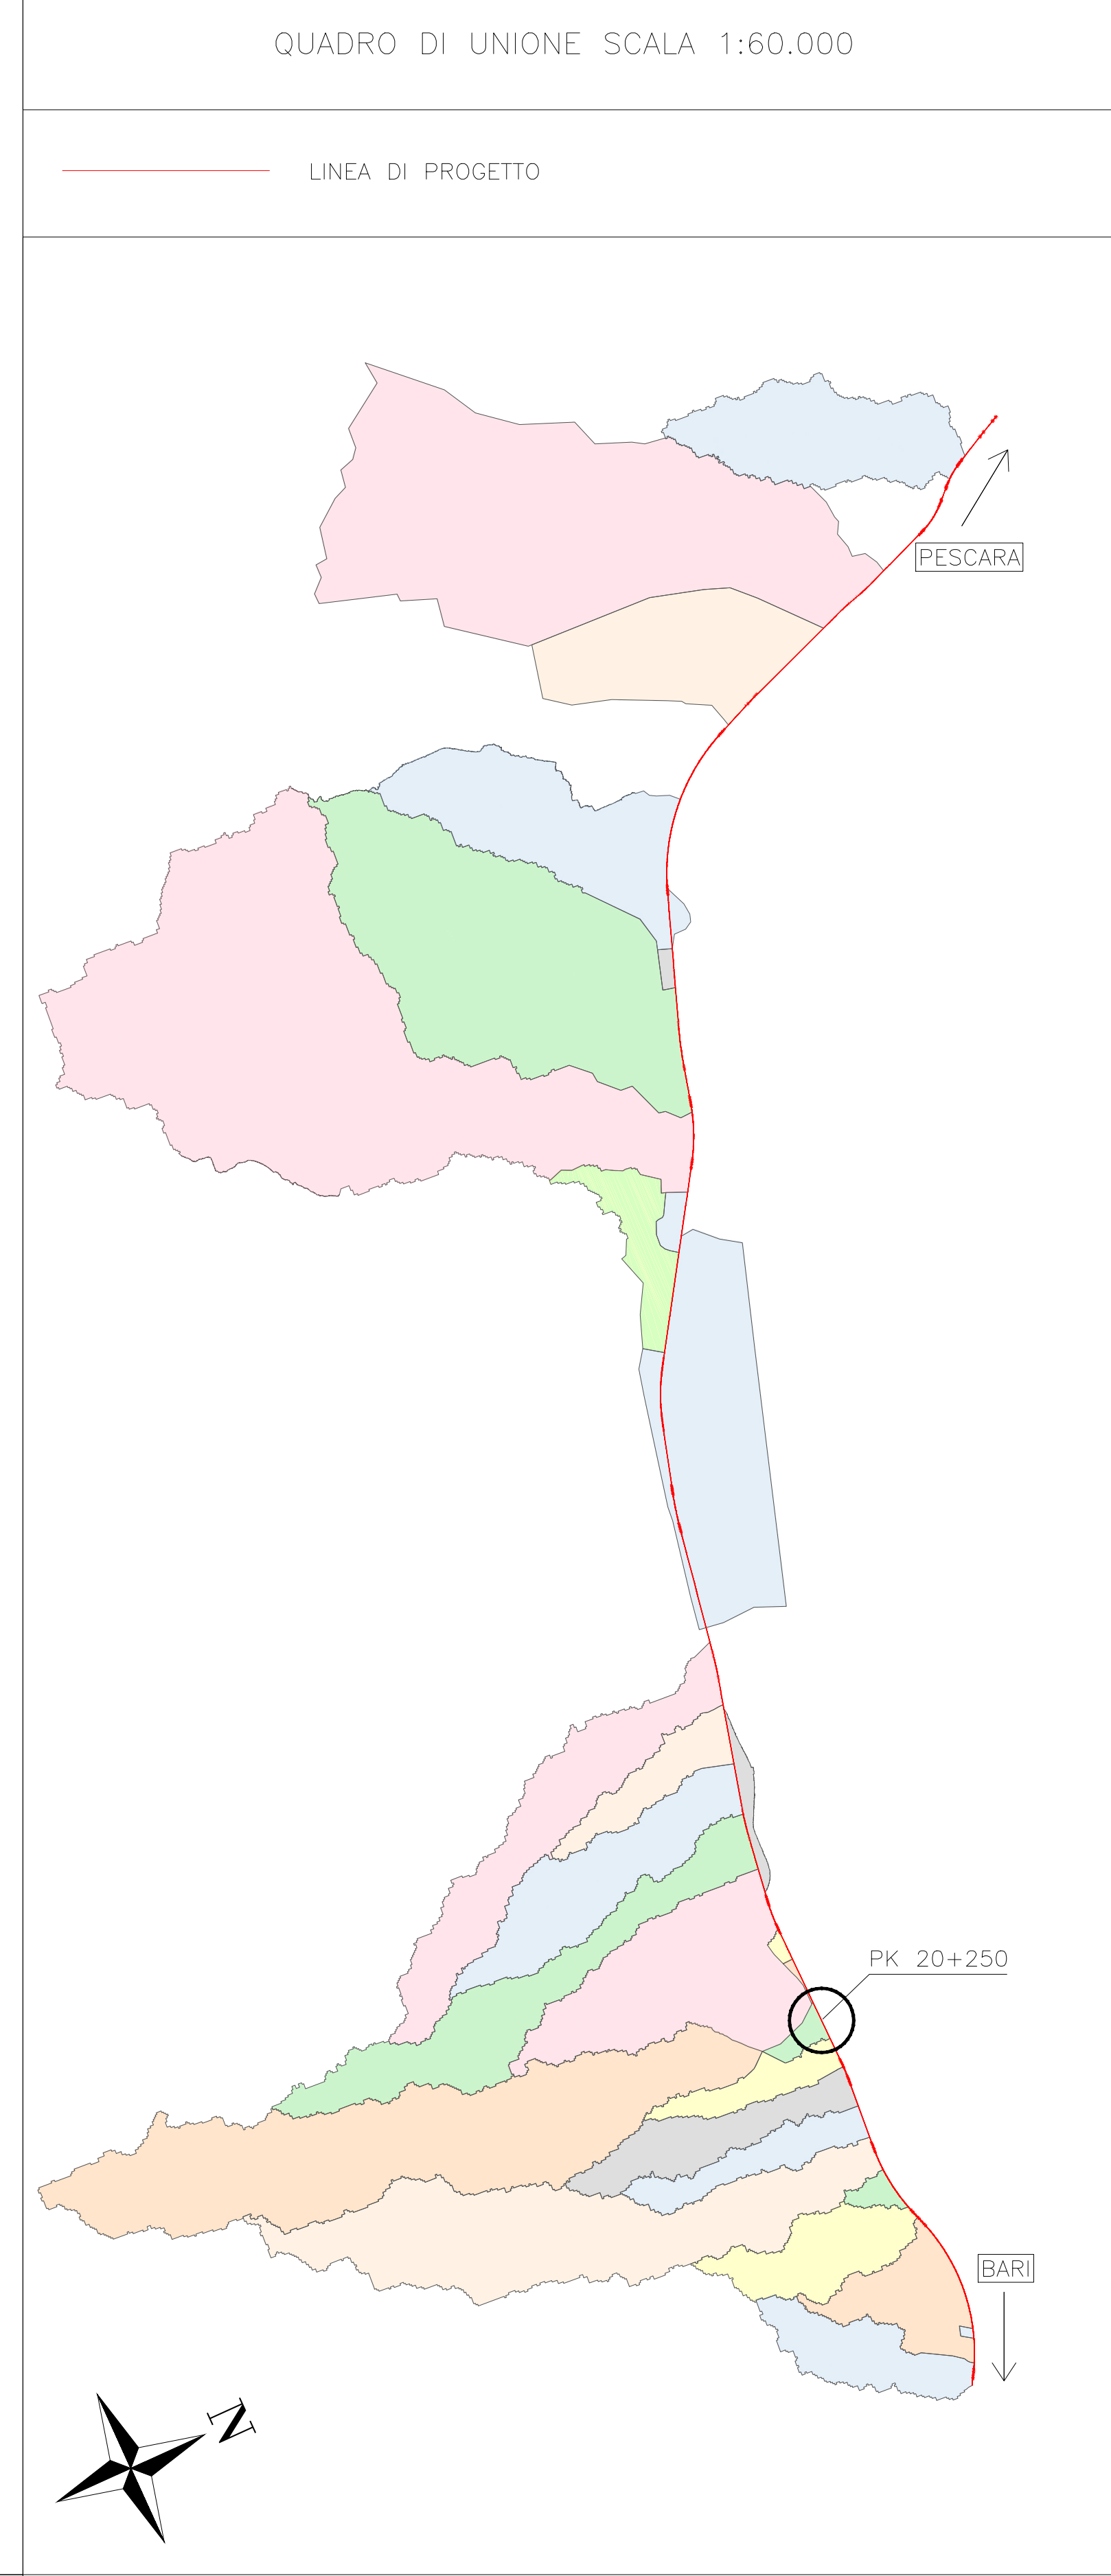 QUADRO DI UNIONE SCALA 1:60.000
LINEA DI PROGETTO
PESCARA
PK 20+250
BARI
N